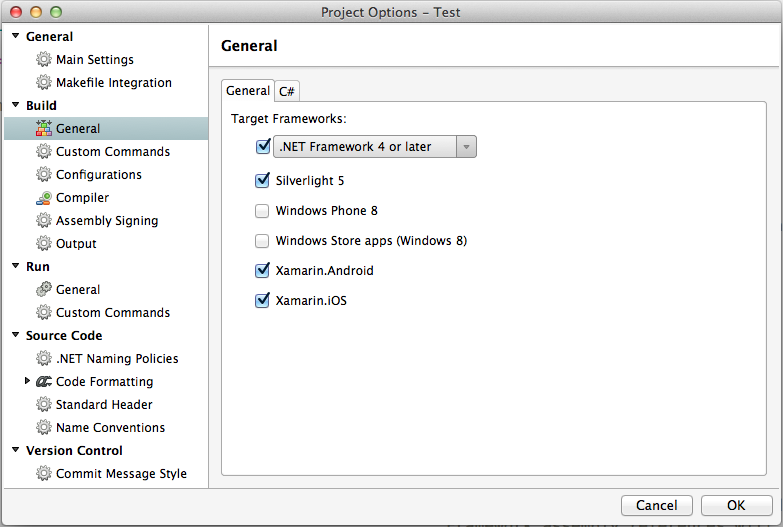 Project Options – Test
General
Main Settings
Makefile Integration
Build
General
Custom Commands
Configurations
Compiler
Assembly Signing
Output
Run
General
Custom Commands
Source Code
.NET Naming Policies
Code Formatting
Standard Header
Name Conventions
Version Control
Commit Message Style
General
General C#
Target Frameworks:
.NET Framework 4 or later
Silverlight 5
Windows Phone 8
Windows Store apps (Windows 8)
Xamarin.Android
Xamarin.iOS
Cancel OK